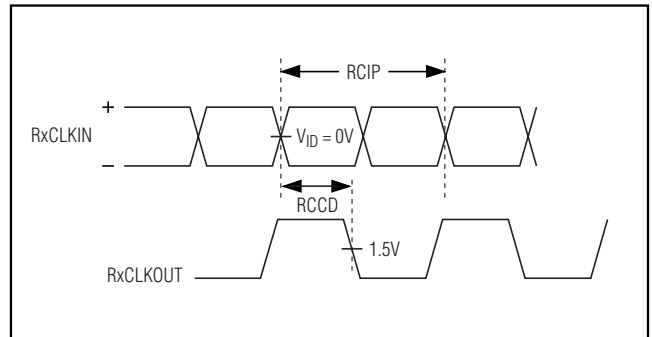 RCIP
+
RxCLKIN
V_ID = 0V
–
RCCD
1.5V
RxCLKOUT